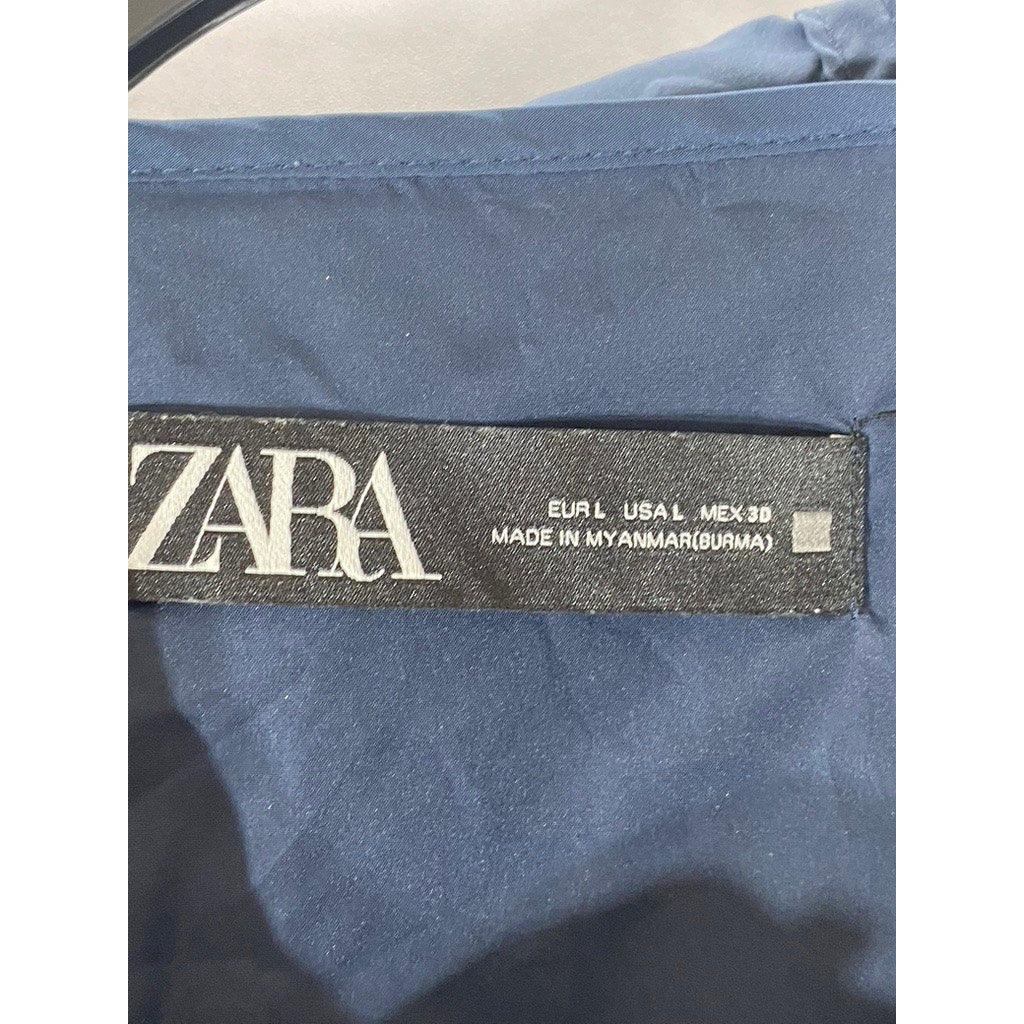 ZARA
EUR L USA L MEX 30
MADE IN MYANMAR(BURMA)